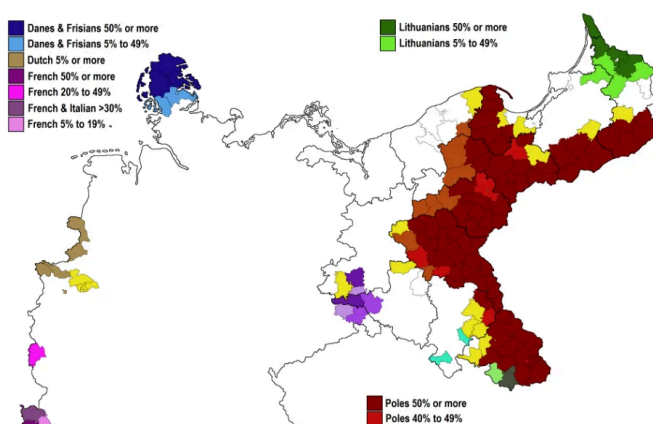 Danes & Frisians 50% or more
Danes & Frisians 5% to 49%
Dutch 5% or more
French 50% or more
French 20% to 49%
French & Italian >30%
French 5% to 19%
Lithuanians 50% or more
Lithuanians 5% to 49%
Poles 50% or more
Poles 40% to 49%